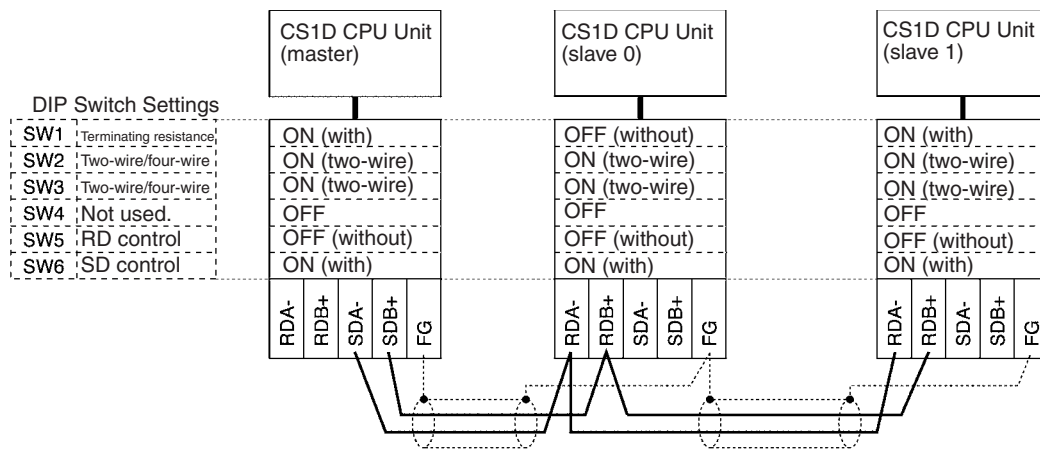 CS1D CPU Unit
(master)
CS1D CPU Unit
(slave 0)
CS1D CPU Unit
(slave 1)
DIP Switch Settings
SW1 Terminating resistance ON (with) OFF (without) ON (with)
SW2 Two-wire/four-wire ON (two-wire) ON (two-wire) ON (two-wire)
SW3 Two-wire/four-wire ON (two-wire) ON (two-wire) ON (two-wire)
SW4 Not used. OFF OFF OFF
SW5 RD control OFF (without) OFF (without) OFF (without)
SW6 SD control ON (with) ON (with) ON (with)
RDA- RDB+ SDA- SDB+ FG RDA- RDB+ SDA- SDB+ FG RDA- RDB+ SDA- SDB+ FG